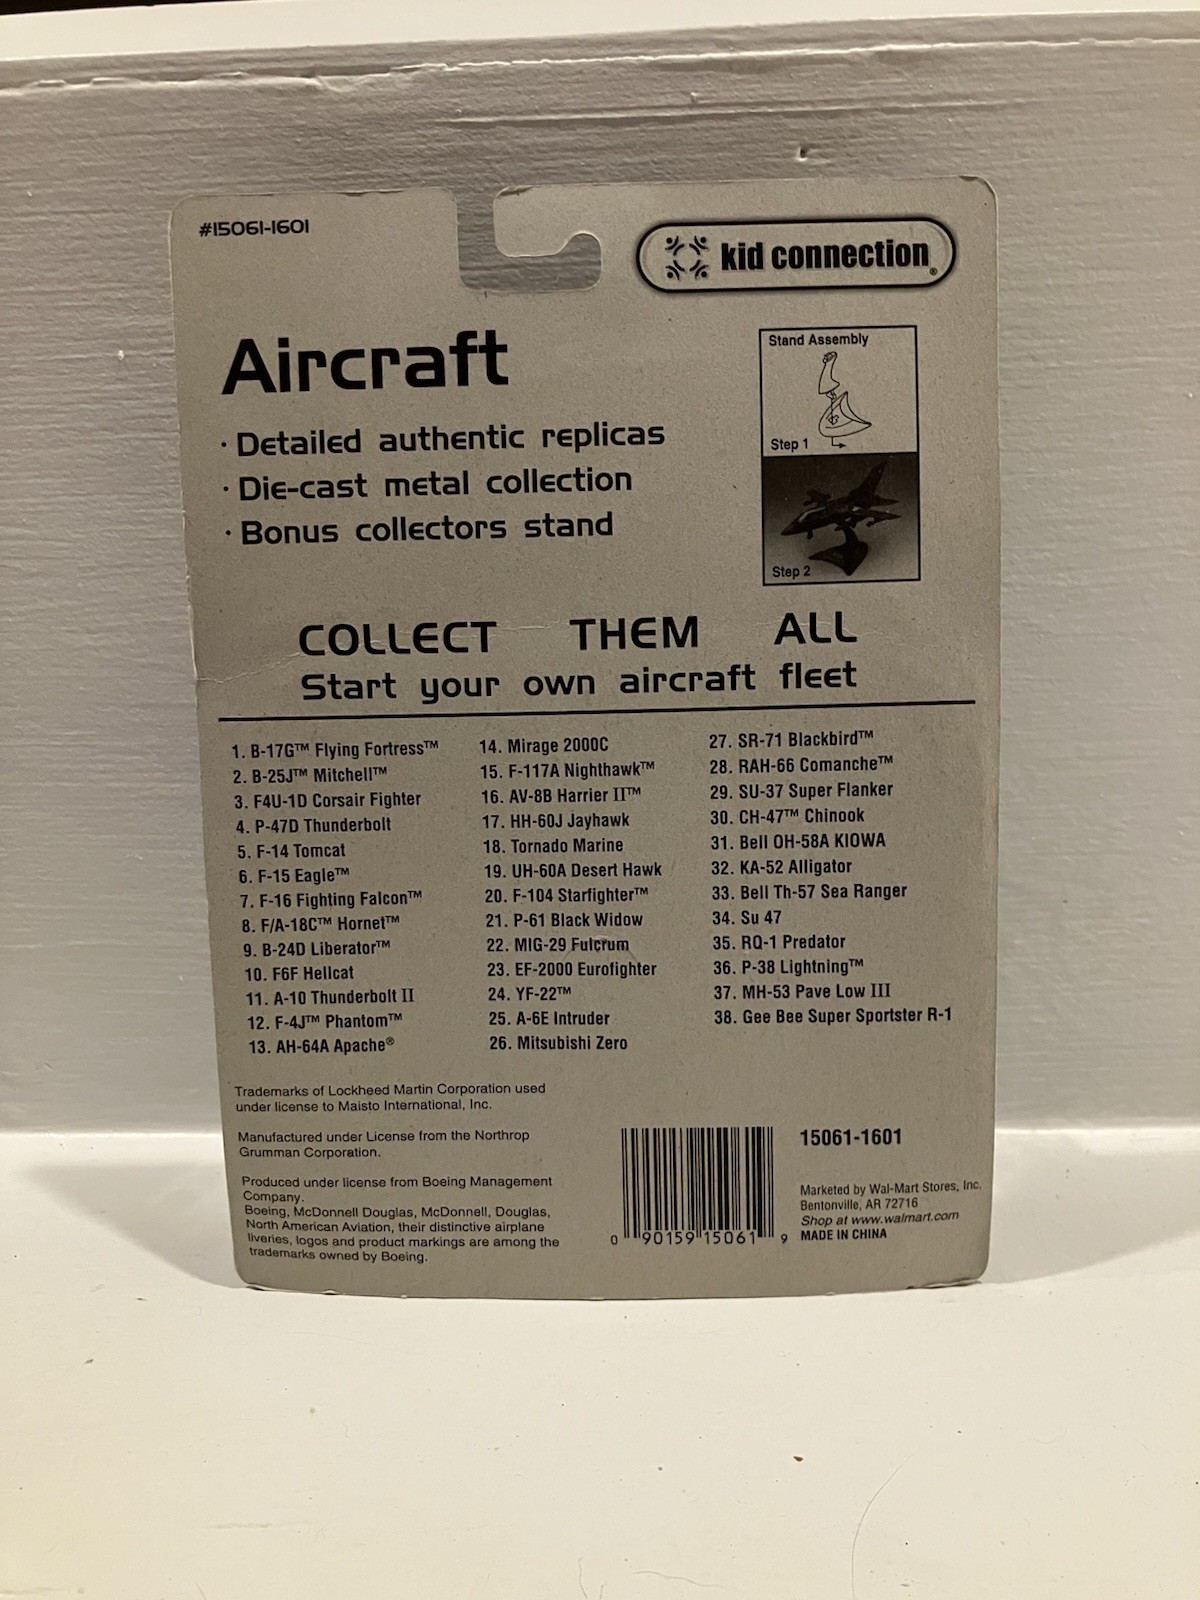 #15061-1601
kid connection®
Aircraft
· Detailed authentic replicas
· Die-cast metal collection
· Bonus collectors stand
Stand Assembly
Step 1
Step 2
COLLECT THEM ALL
Start your own aircraft fleet
1. B-17G™ Flying Fortress™
2. B-25J™ Mitchell™
3. F4U-1D Corsair Fighter
4. P-47D Thunderbolt
5. F-14 Tomcat
6. F-15 Eagle™
7. F-16 Fighting Falcon™
8. F/A-18C™ Hornet™
9. B-24D Liberator™
10. F6F Hellcat
11. A-10 Thunderbolt II
12. F-4J™ Phantom™
13. AH-64A Apache®
14. Mirage 2000C
15. F-117A Nighthawk™
16. AV-8B Harrier II™
17. HH-60J Jayhawk
18. Tornado Marine
19. UH-60A Desert Hawk
20. F-104 Starfighter™
21. P-61 Black Widow
22. MIG-29 Fulcrum
23. EF-2000 Eurofighter
24. YF-22™
25. A-6E Intruder
26. Mitsubishi Zero
27. SR-71 Blackbird™
28. RAH-66 Comanche™
29. SU-37 Super Flanker
30. CH-47™ Chinook
31. Bell OH-58A KIOWA
32. KA-52 Alligator
33. Bell Th-57 Sea Ranger
34. Su 47
35. RQ-1 Predator
36. P-38 Lightning™
37. MH-53 Pave Low III
38. Gee Bee Super Sportster R-1
Trademarks of Lockheed Martin Corporation used
under license to Maisto International, Inc.
Manufactured under License from the Northrop
Grumman Corporation.
Produced under license from Boeing Management
Company.
Boeing, McDonnell Douglas, McDonnell, Douglas,
North American Aviation, their distinctive airplane
liveries, logos and product markings are among the
trademarks owned by Boeing.
0 90159 15061 9
15061-1601
Marketed by Wal-Mart Stores, Inc.
Bentonville, AR 72716
Shop at www.walmart.com
MADE IN CHINA